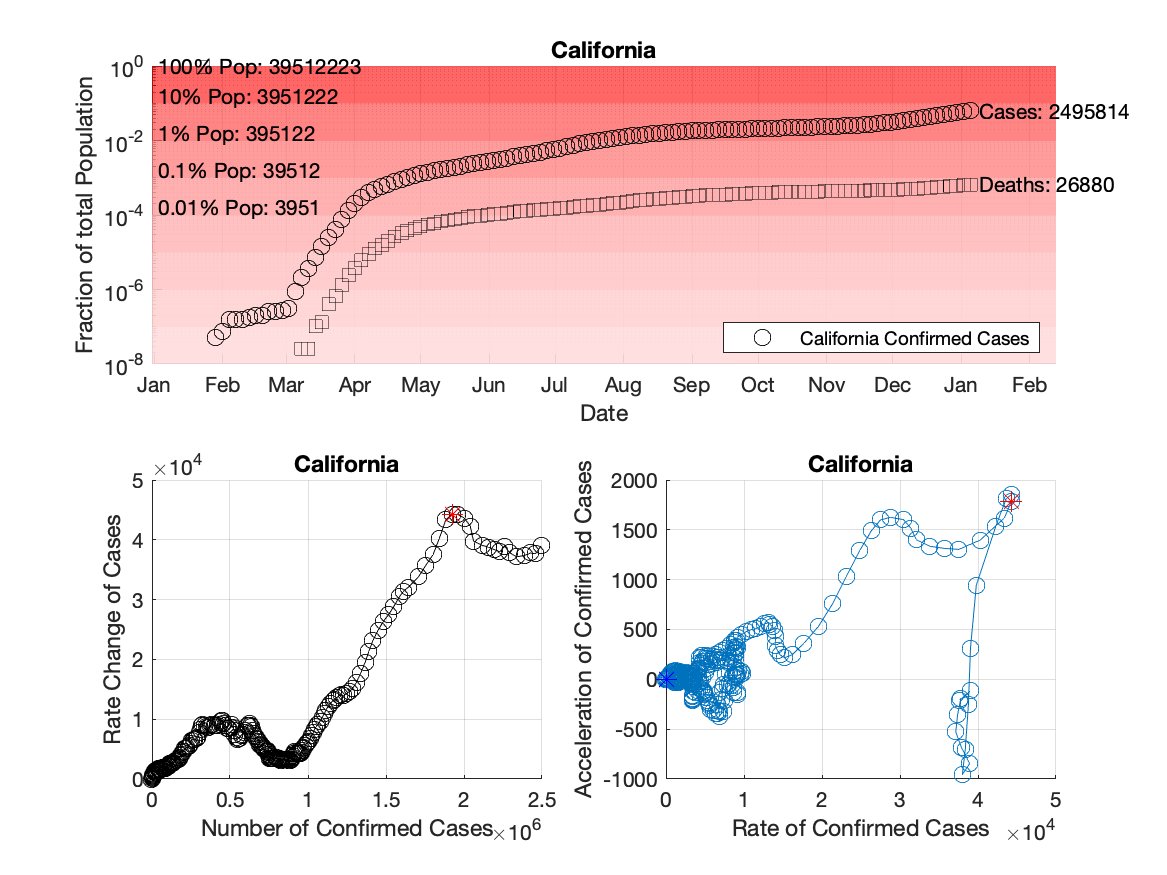 California
10^0
10^-2
10^-4
10^-6
10^-8
Fraction of total Population
100% Pop: 39512223
10% Pop: 3951222
1% Pop: 395122
0.1% Pop: 39512
0.01% Pop: 3951
Cases: 2495814
Deaths: 26880
California Confirmed Cases
Jan Feb Mar Apr May Jun Jul Aug Sep Oct Nov Dec Jan Feb
Date
California
×10^4
5
4
3
2
1
0
Rate Change of Cases
0 0.5 1 1.5 2 2.5
Number of Confirmed Cases ×10^6
California
2000
1500
1000
500
0
-500
-1000
Acceleration of Confirmed Cases
0 1 2 3 4 5
Rate of Confirmed Cases ×10^4